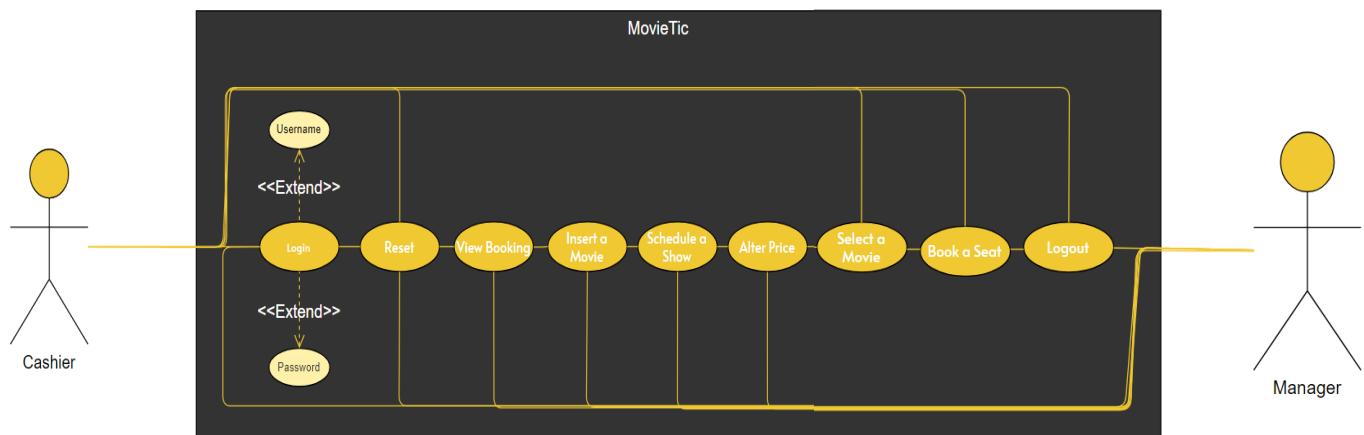 MovieTic
Username
<<Extend>>
Login
Reset
View Booking
Insert a
Movie
Schedule a
Show
Alter Price
Select a
Movie
Book a Seat
Logout
<<Extend>>
Password
Cashier
Manager